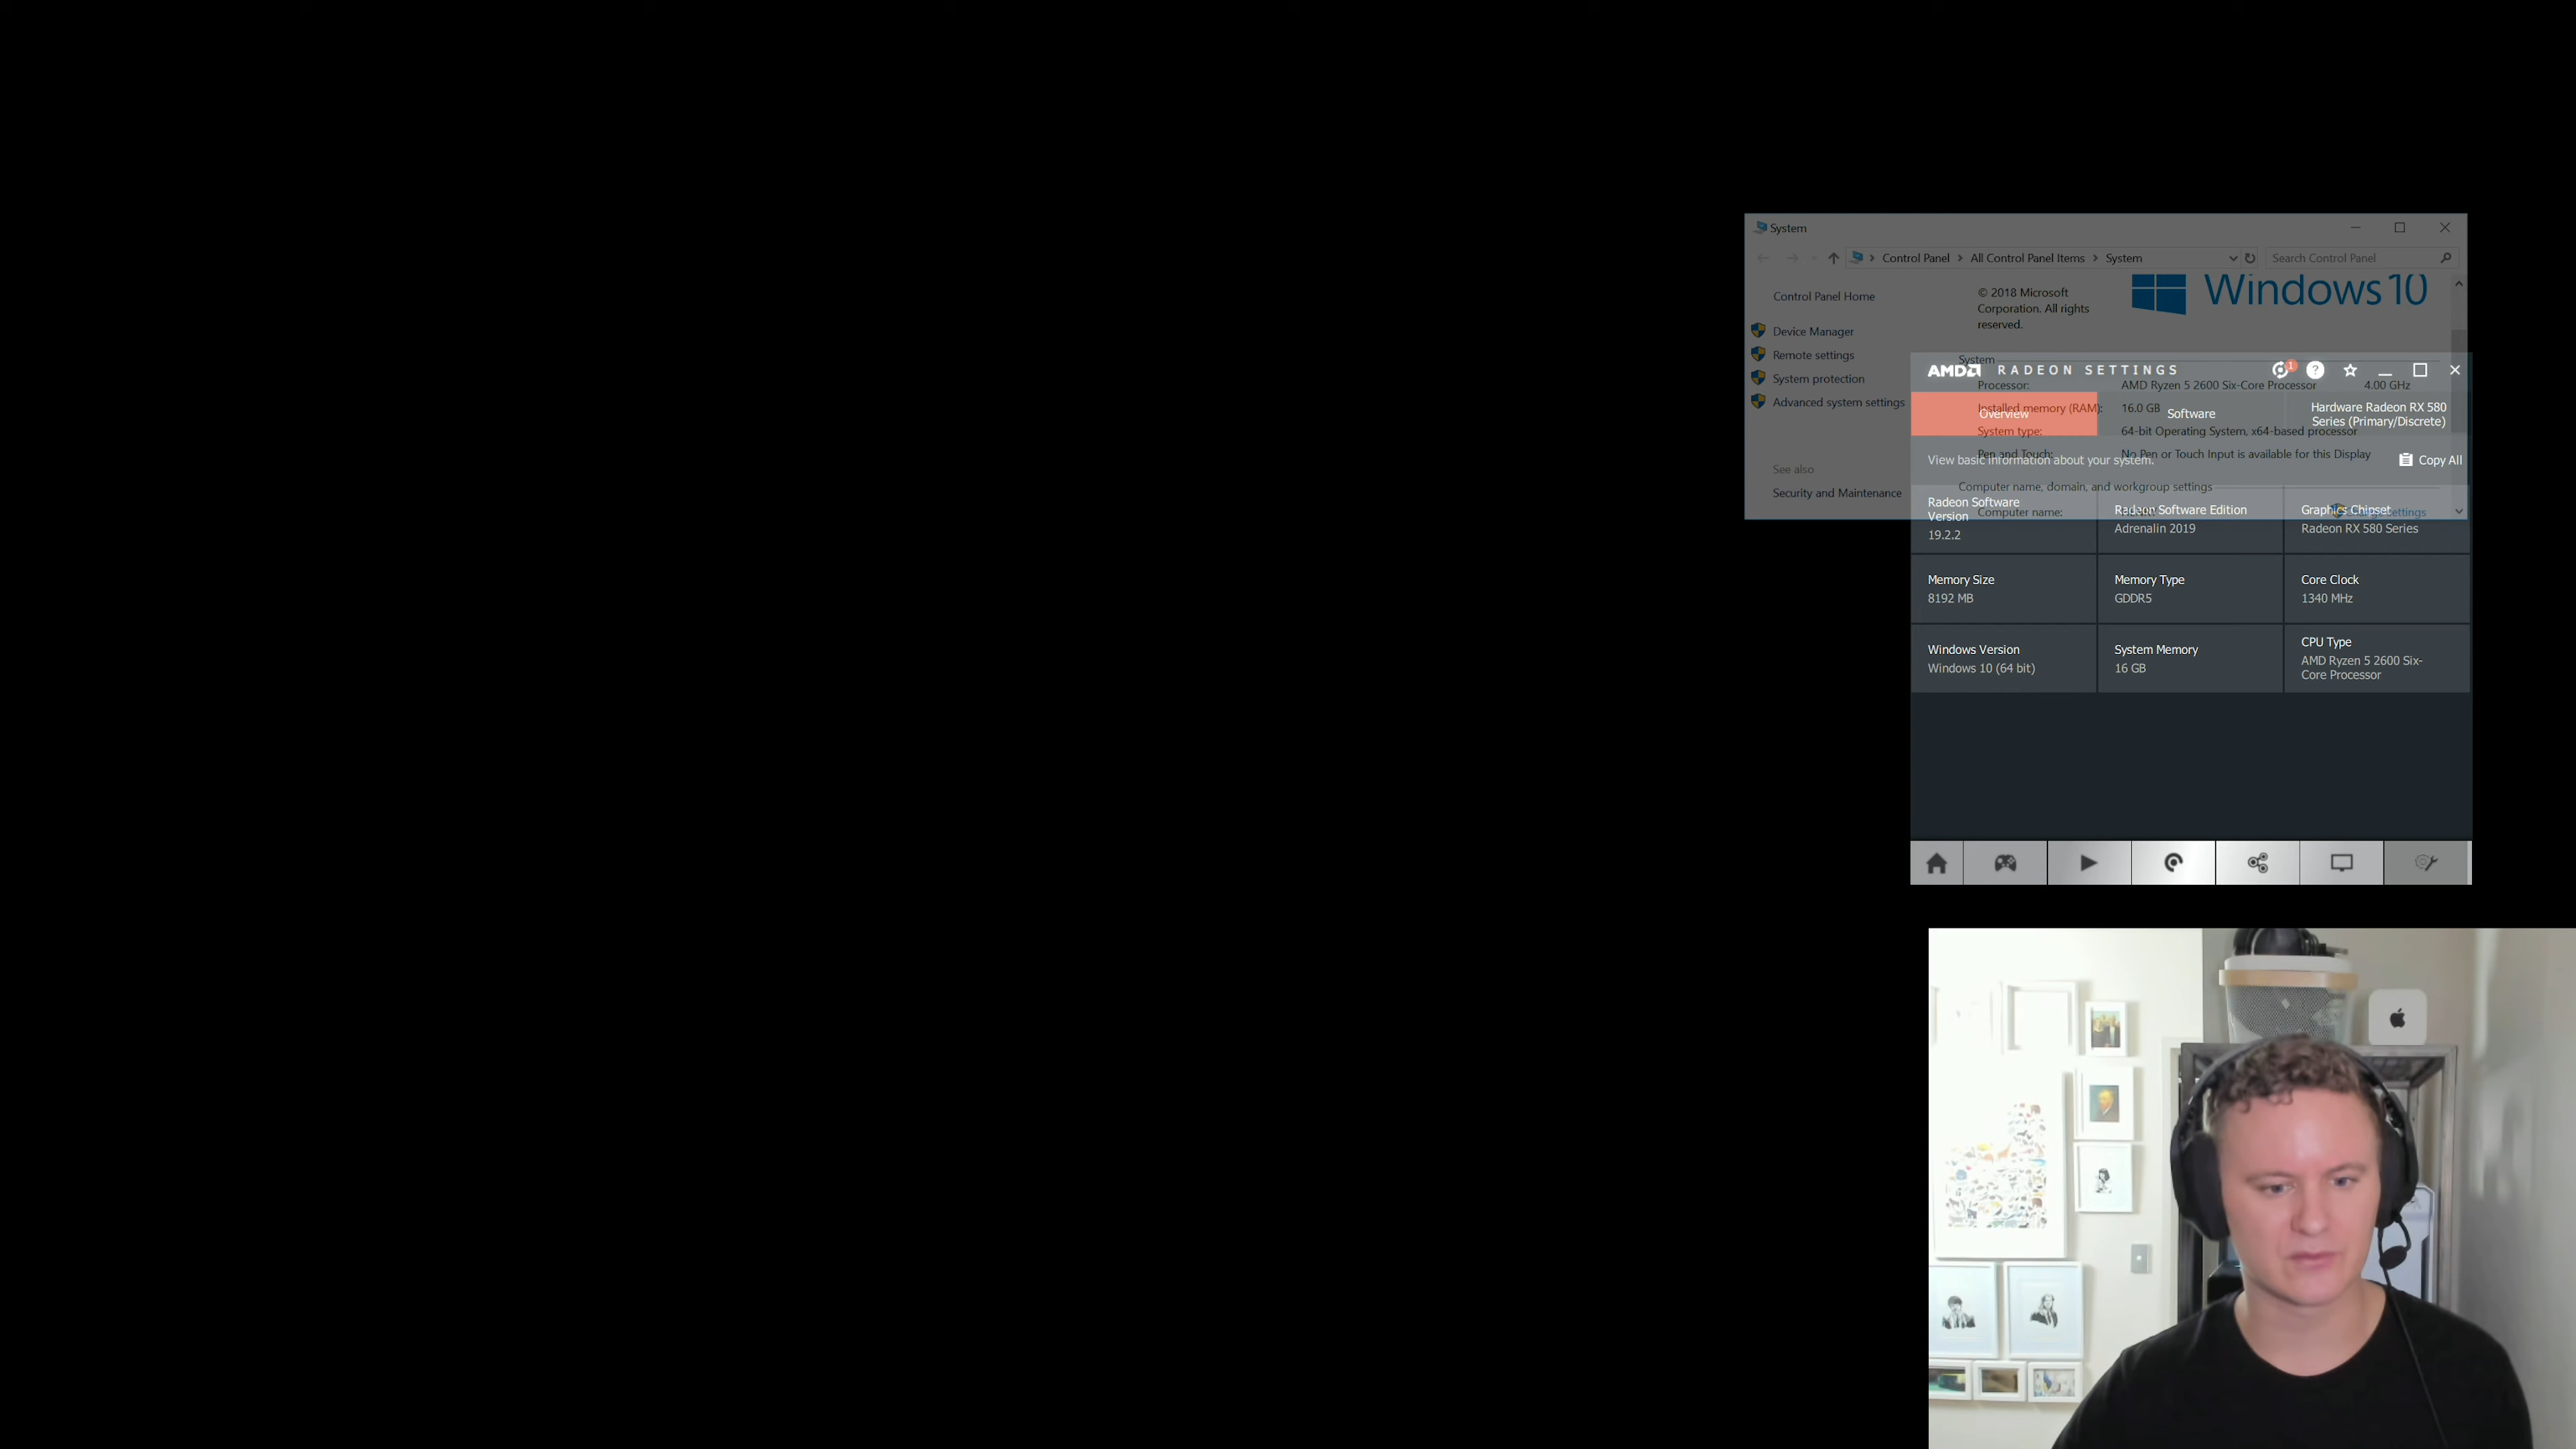 System
Control Panel > All Control Panel Items > System
Search Control Panel
Control Panel Home
Device Manager
Remote settings
System protection
Advanced system settings
See also
Security and Maintenance
© 2018 Microsoft
Corporation. All rights
reserved.
Windows 10
System
Processor: AMD Ryzen 5 2600 Six-Core Processor 4.00 GHz
Installed memory (RAM): 16.0 GB
System type: 64-bit Operating System, x64-based processor
Pen and Touch: No Pen or Touch Input is available for this Display
Computer name, domain, and workgroup settings
Computer name:
settings
AMD RADEON SETTINGS
1
?
Overview
Software
Hardware Radeon RX 580
Series (Primary/Discrete)
View basic information about your system.
Copy All
Radeon Software
Version
19.2.2
Radeon Software Edition
Adrenalin 2019
Graphics Chipset
Radeon RX 580 Series
Memory Size
8192 MB
Memory Type
GDDR5
Core Clock
1340 MHz
Windows Version
Windows 10 (64 bit)
System Memory
16 GB
CPU Type
AMD Ryzen 5 2600 Six-
Core Processor